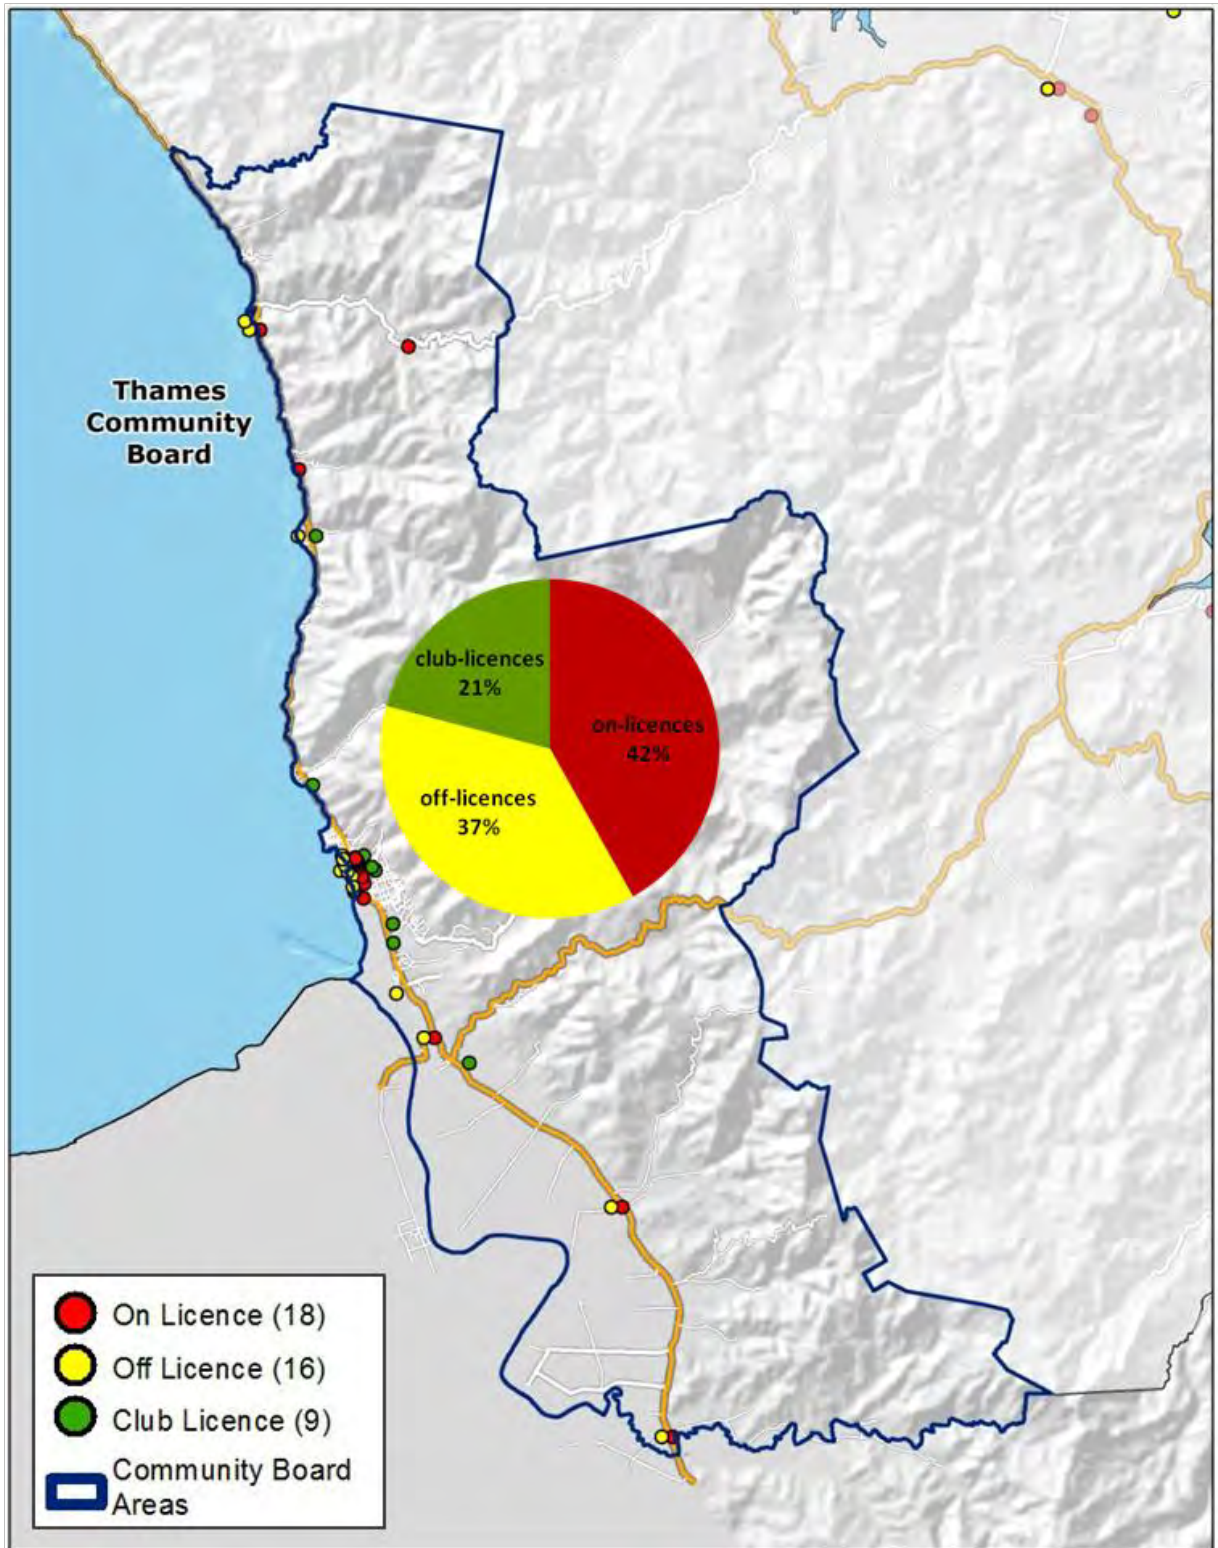 Thames
Community
Board
club-licences
21%
on-licences
42%
off-licences
37%
On Licence (18)
Off Licence (16)
Club Licence (9)
Community Board
Areas